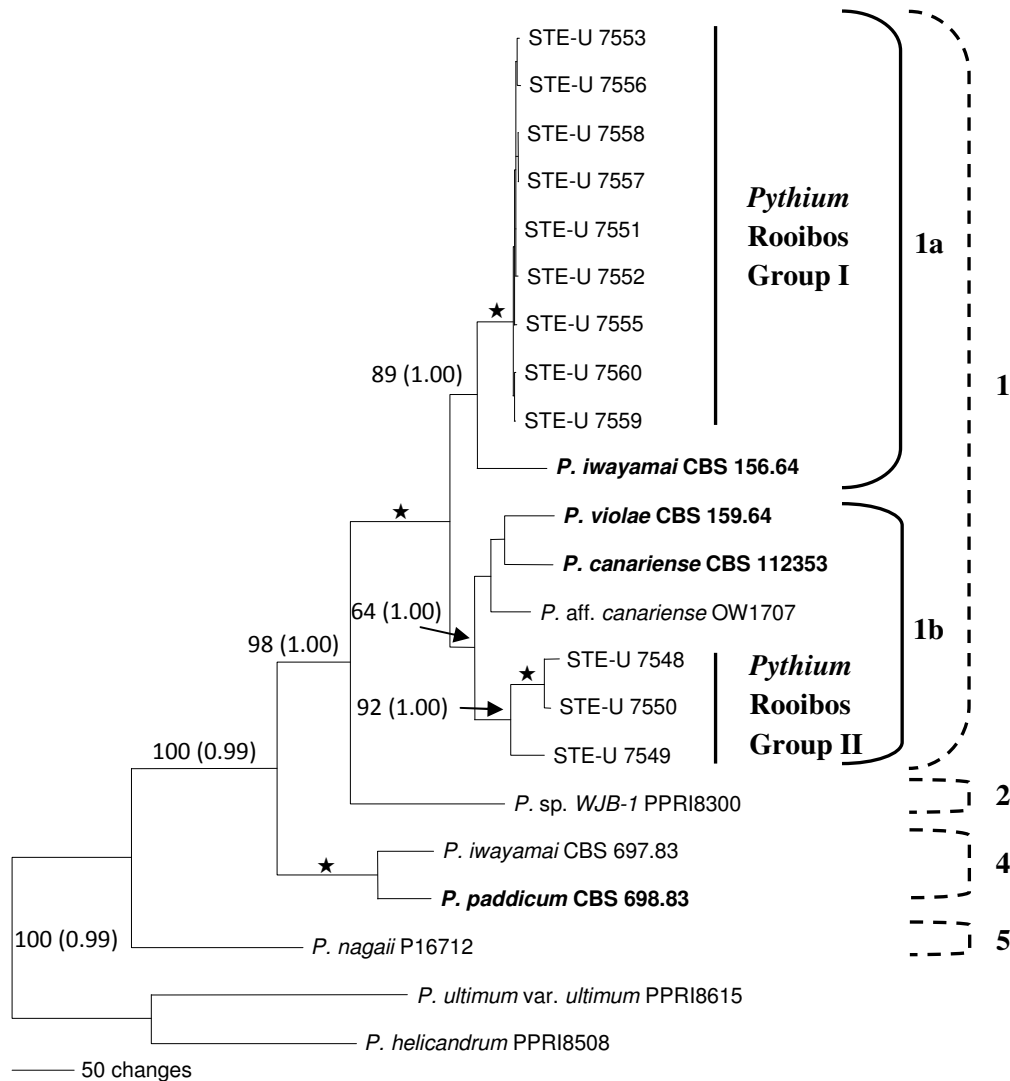 STE-U 7553
STE-U 7556
STE-U 7558
STE-U 7557
STE-U 7551
STE-U 7552
STE-U 7555
STE-U 7560
STE-U 7559
Pythium
Rooibos
Group I
1a
1
★
89 (1.00)
P. iwayamai CBS 156.64
★
P. violae CBS 159.64
P. canariense CBS 112353
P. aff. canariense OW1707
64 (1.00)
1b
98 (1.00)
STE-U 7548
★
STE-U 7550
92 (1.00)
STE-U 7549
Pythium
Rooibos
Group II
100 (0.99)
P. sp. WJB-1 PPRI8300
2
P. iwayamai CBS 697.83
★
P. paddicum CBS 698.83
4
100 (0.99)
P. nagaii P16712
5
P. ultimum var. ultimum PPRI8615
P. helicandrum PPRI8508
50 changes